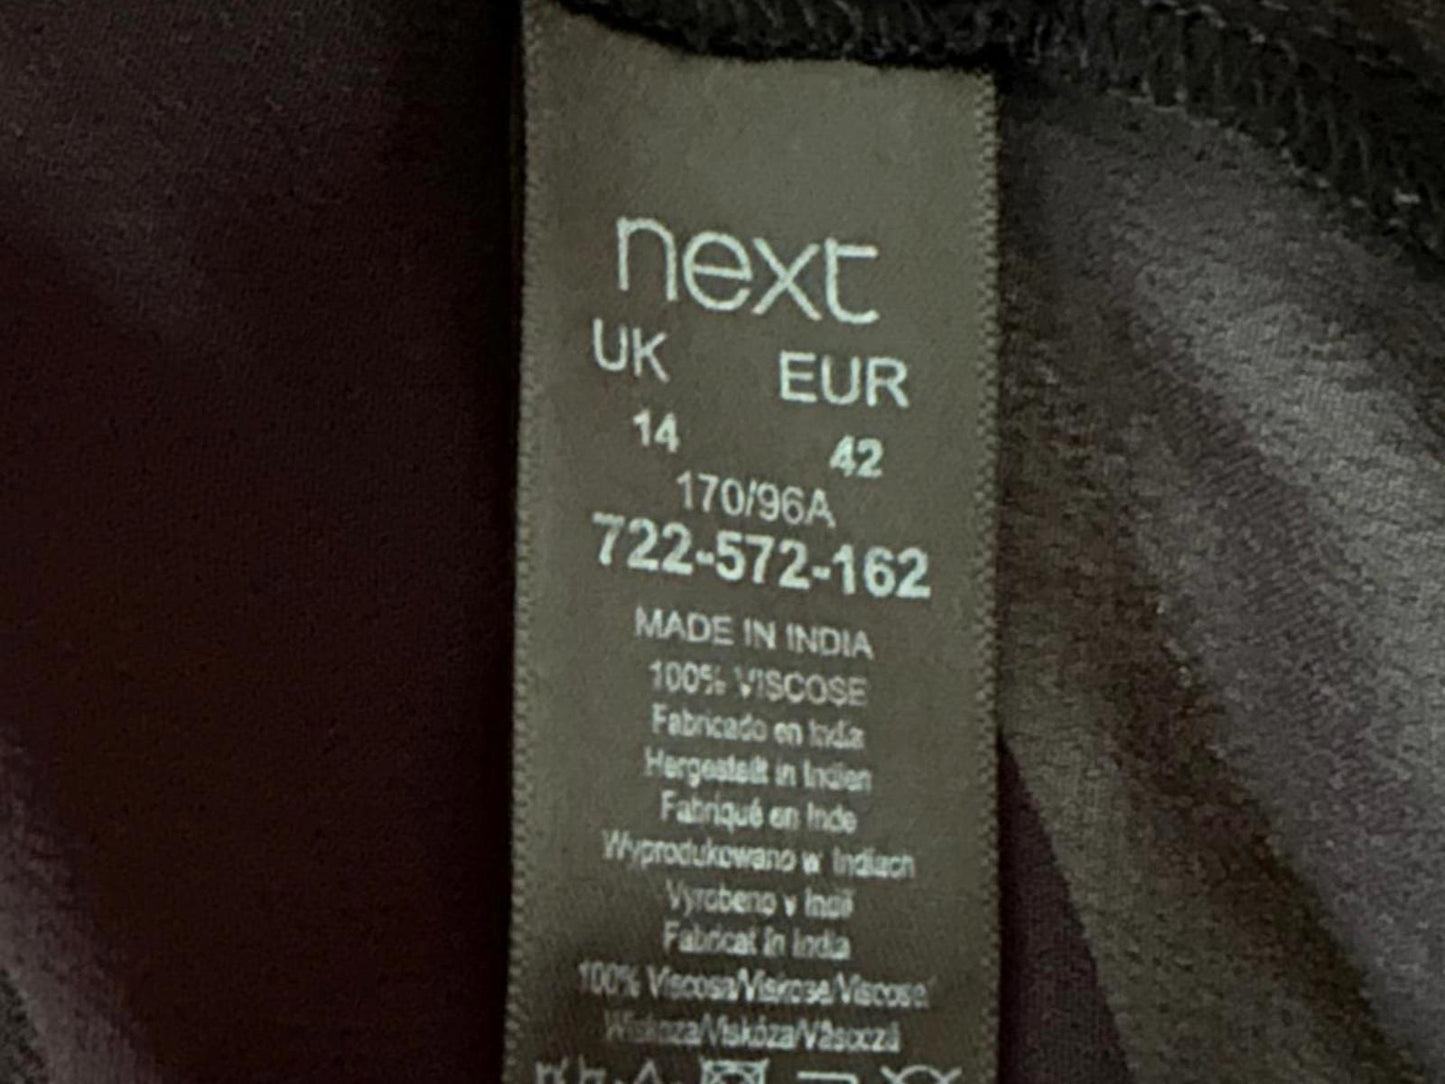 next
UK EUR
14 42
170/96A
722-572-162
MADE IN INDIA
100% VISCOSE
Fabricado en India
Hergestellt in Indien
Fabriqué en Inde
Wyprodukowano w Indiach
Vyrobeno v Indii
Fabricat în India
100% Viscosa/Viskose/Viscose/
Wiskoza/Viskóza/Vâscoză